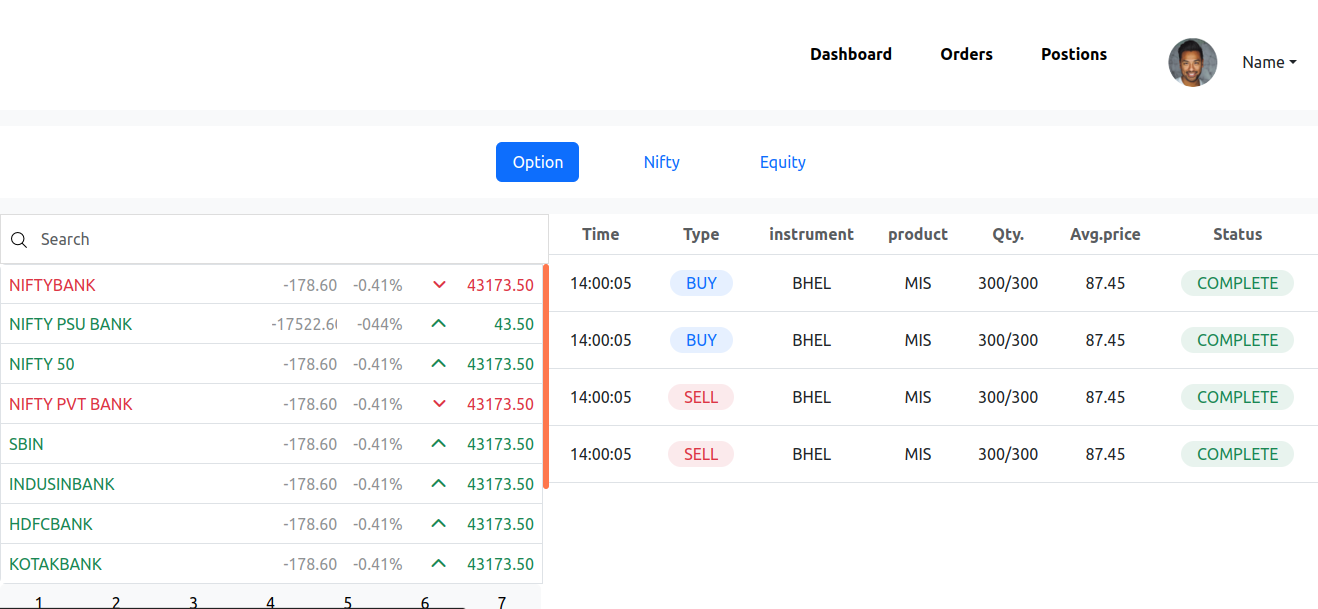 Dashboard Orders Postions Name
Option Nifty Equity
Search
NIFTYBANK -178.60 -0.41% 43173.50
NIFTY PSU BANK -17522.6 -044% 43.50
NIFTY 50 -178.60 -0.41% 43173.50
NIFTY PVT BANK -178.60 -0.41% 43173.50
SBIN -178.60 -0.41% 43173.50
INDUSINBANK -178.60 -0.41% 43173.50
HDFCBANK -178.60 -0.41% 43173.50
KOTAKBANK -178.60 -0.41% 43173.50
1 2 3 4 5 6 7
Time Type instrument product Qty. Avg.price Status
14:00:05 BUY BHEL MIS 300/300 87.45 COMPLETE
14:00:05 BUY BHEL MIS 300/300 87.45 COMPLETE
14:00:05 SELL BHEL MIS 300/300 87.45 COMPLETE
14:00:05 SELL BHEL MIS 300/300 87.45 COMPLETE